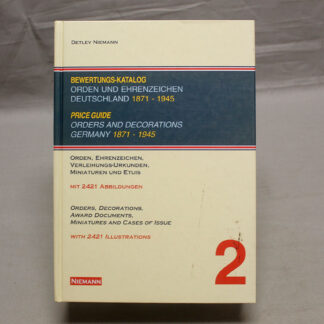 DETLEV NIEMANN
BEWERTUNGS-KATALOG
ORDEN UND EHRENZEICHEN
DEUTSCHLAND 1871 - 1945
PRICE GUIDE
ORDERS AND DECORATIONS
GERMANY 1871 - 1945
ORDEN, EHRENZEICHEN,
VERLEIHUNGS-URKUNDEN,
MINIATUREN UND ETUIS
MIT 2421 ABBILDUNGEN
ORDERS, DECORATIONS,
AWARD DOCUMENTS,
MINIATURES AND CASES OF ISSUE
WITH 2421 ILLUSTRATIONS
NIEMANN
2